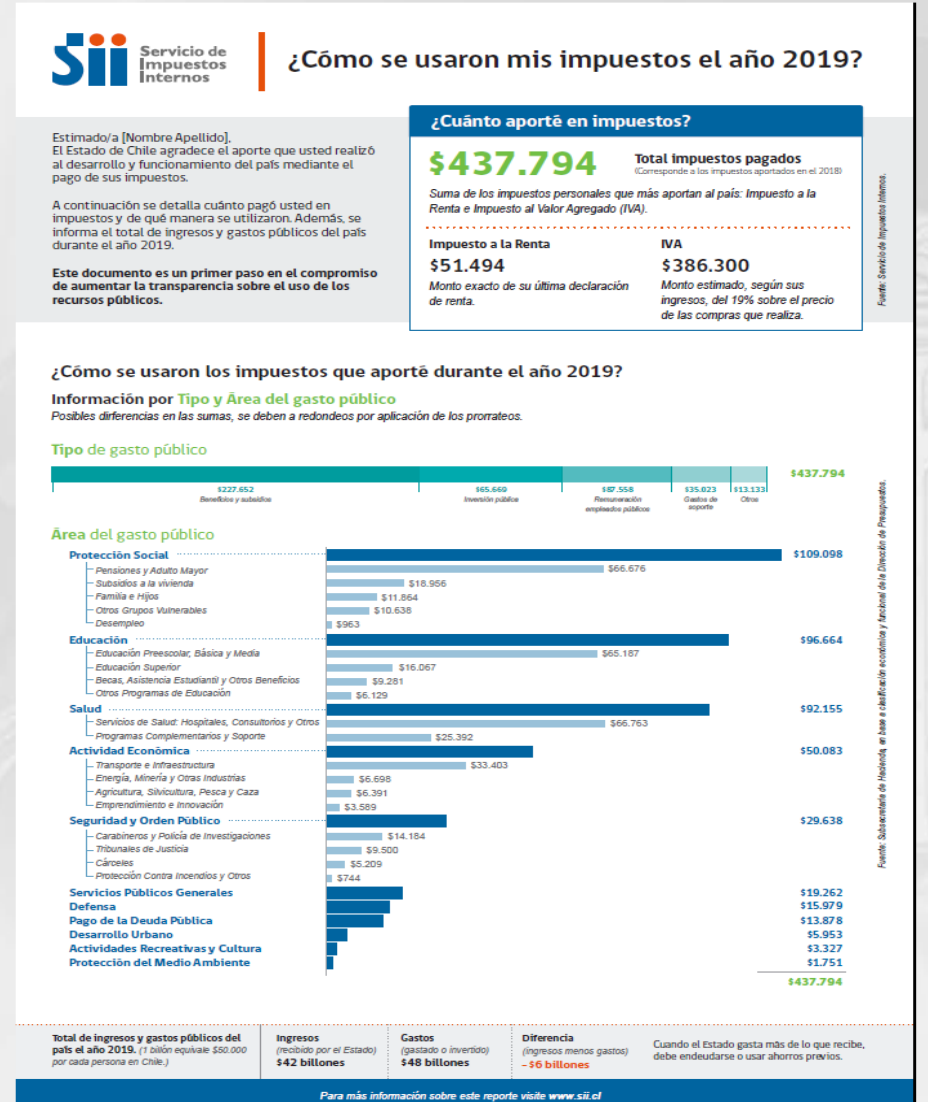 sii Servicio de
Impuestos
Internos
¿Cómo se usaron mis impuestos el año 2019?
Estimado/a [Nombre Apellido],
El Estado de Chile agradece el aporte que usted realizó
al desarrollo y funcionamiento del país mediante el
pago de sus impuestos.
A continuación se detalla cuánto pagó usted en
impuestos y de qué manera se utilizaron. Además, se
informa el total de ingresos y gastos públicos del país
durante el año 2019.
Este documento es un primer paso en el compromiso
de aumentar la transparencia sobre el uso de los
recursos públicos.
¿Cuánto aporté en impuestos?
$437.794
Total impuestos pagados
(Corresponde a los impuestos aportados en el 2018)
Suma de los impuestos personales que más aportan al país: Impuesto a la
Renta e Impuesto al Valor Agregado (IVA).
Impuesto a la Renta
$51.494
Monto exacto de su última declaración
de renta.
IVA
$386.300
Monto estimado, según sus
ingresos, del 19% sobre el precio
de las compras que realiza.
Fuente: Servicio de Impuestos Internos.
¿Cómo se usaron los impuestos que aporté durante el año 2019?
Información por Tipo y Área del gasto público
Posibles diferencias en las sumas, se deben a redondeos por aplicación de los prorrateos.
Tipo de gasto público
$437.794
$227.652
Beneficios y subsidios
$65.669
Inversión pública
$87.558
Remuneración
empleados públicos
$35.023
Gastos de
soporte
$13.133
Otros
Área del gasto público
Protección Social $109.098
Pensiones y Adulto Mayor $66.676
Subsidios a la vivienda $18.956
Familia e Hijos $11.864
Otros Grupos Vulnerables $10.638
Desempleo $963
Educación $96.664
Educación Preescolar, Básica y Media $65.187
Educación Superior $16.067
Becas, Asistencia Estudiantil y Otros Beneficios $9.281
Otros Programas de Educación $6.129
Salud $92.155
Servicios de Salud: Hospitales, Consultorios y Otros $66.763
Programas Complementarios y Soporte $25.392
Actividad Económica $50.083
Transporte e Infraestructura $33.403
Energía, Minería y Otras Industrias $6.698
Agricultura, Silvicultura, Pesca y Caza $6.391
Emprendimiento e Innovación $3.589
Seguridad y Orden Público $29.638
Carabineros y Policía de Investigaciones $14.184
Tribunales de Justicia $9.500
Cárceles $5.209
Protección Contra Incendios y Otros $744
Servicios Públicos Generales $19.262
Defensa $15.979
Pago de la Deuda Pública $13.878
Desarrollo Urbano $5.953
Actividades Recreativas y Cultura $3.327
Protección del Medio Ambiente $1.751
$437.794
Fuente: Subsecretaría de Hacienda, en base a clasificación económica y funcional de la Dirección de Presupuestos.
Total de ingresos y gastos públicos del
país el año 2019. (1 billón equivale $50.000
por cada persona en Chile.)
Ingresos
(recibido por el Estado)
$42 billones
Gastos
(gastado o invertido)
$48 billones
Diferencia
(ingresos menos gastos)
–$6 billones
Cuando el Estado gasta más de lo que recibe,
debe endeudarse o usar ahorros previos.
Para más información sobre este reporte visite www.sii.cl